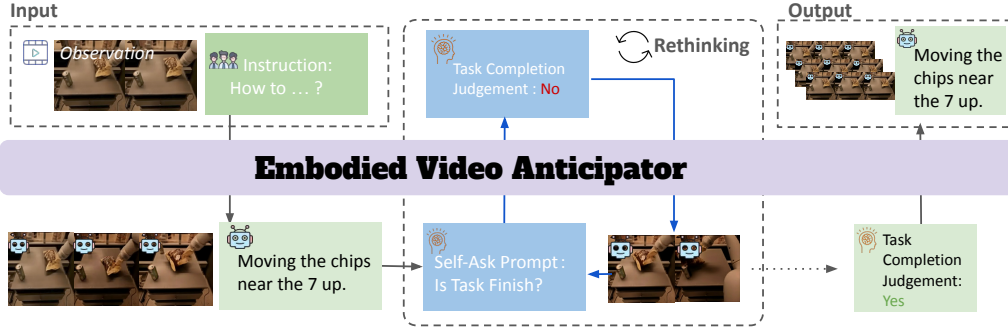 Input
Observation
Instruction:
How to ... ?
Task Completion
Judgement : No
Rethinking
Output
Moving the
chips near
the 7 up.
Embodied Video Anticipator
Moving the chips
near the 7 up.
Self-Ask Prompt :
Is Task Finish?
Task
Completion
Judgement:
Yes